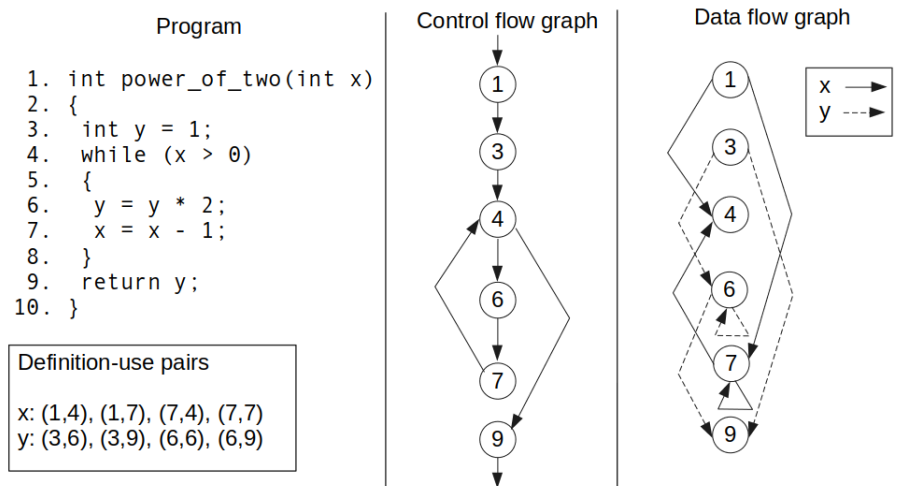 Program
1. int power_of_two(int x)
2. {
3. int y = 1;
4. while (x > 0)
5. {
6. y = y * 2;
7. x = x - 1;
8. }
9. return y;
10. }
Definition-use pairs
x: (1,4), (1,7), (7,4), (7,7)
y: (3,6), (3,9), (6,6), (6,9)
Control flow graph
1
3
4
6
7
9
Data flow graph
1
3
4
6
7
9
x
y